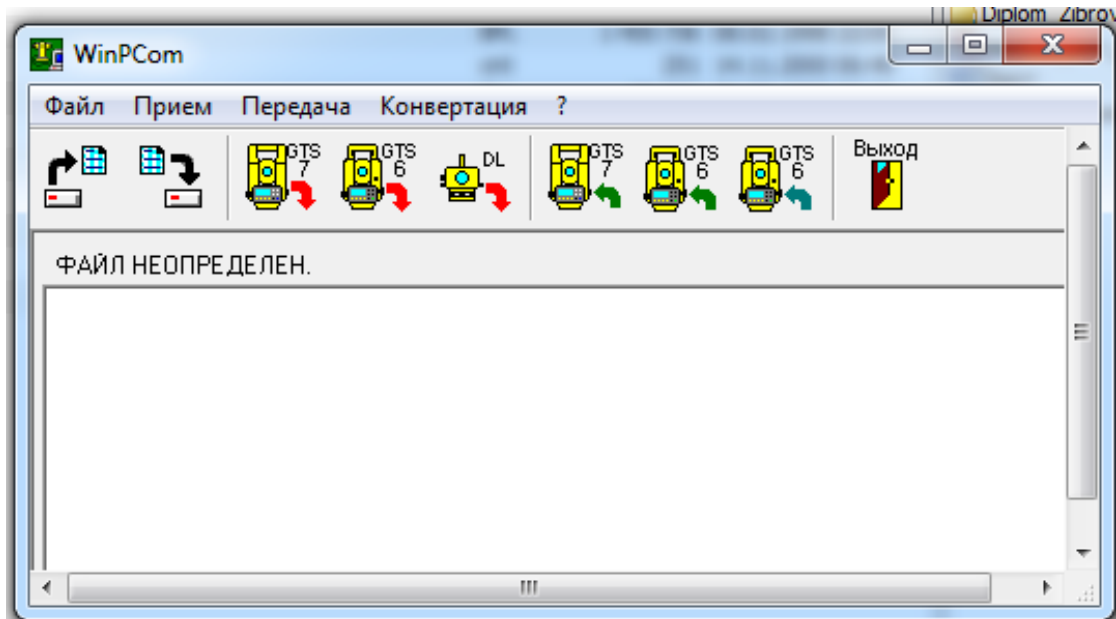 Diplom_Zibrov
WinPCom
Файл Прием Передача Конвертация ?
GTS 7 GTS 6 DL GTS 7 GTS 6 GTS 6 Выход
ФАЙЛ НЕОПРЕДЕЛЕН.